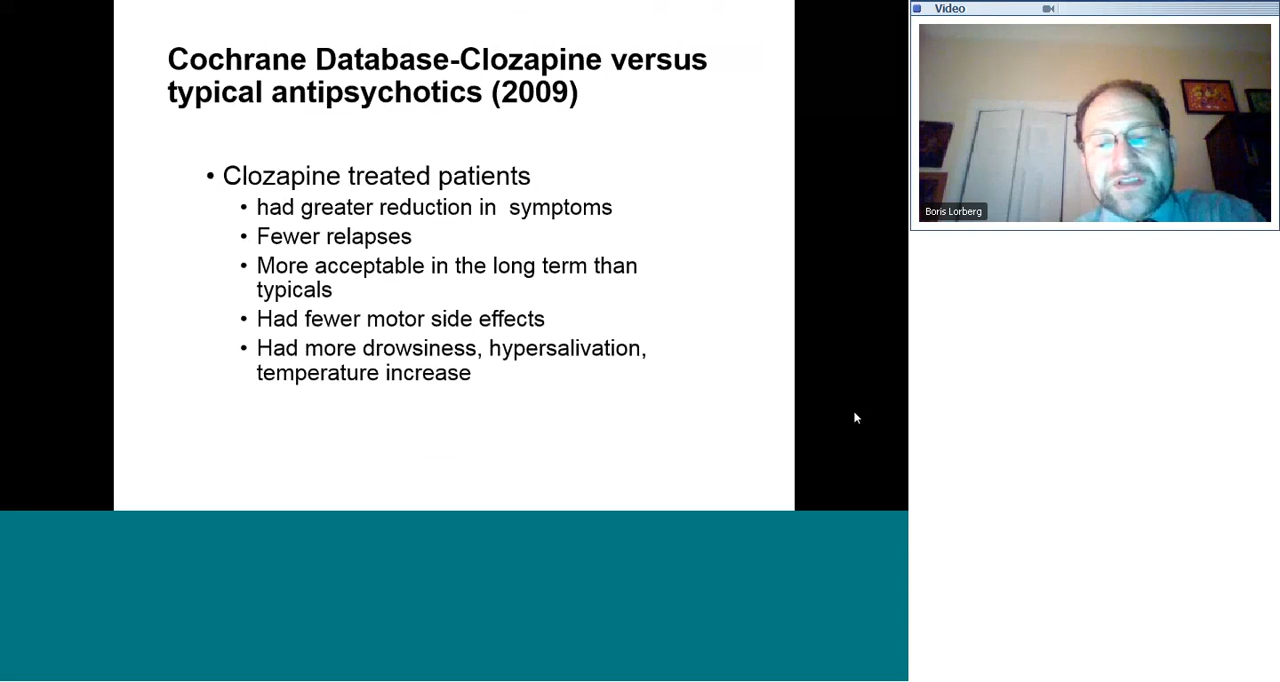 Cochrane Database-Clozapine versus
typical antipsychotics (2009)
• Clozapine treated patients
• had greater reduction in  symptoms
• Fewer relapses
• More acceptable in the long term than
typicals
• Had fewer motor side effects
• Had more drowsiness, hypersalivation,
temperature increase
Video
Boris Lorberg